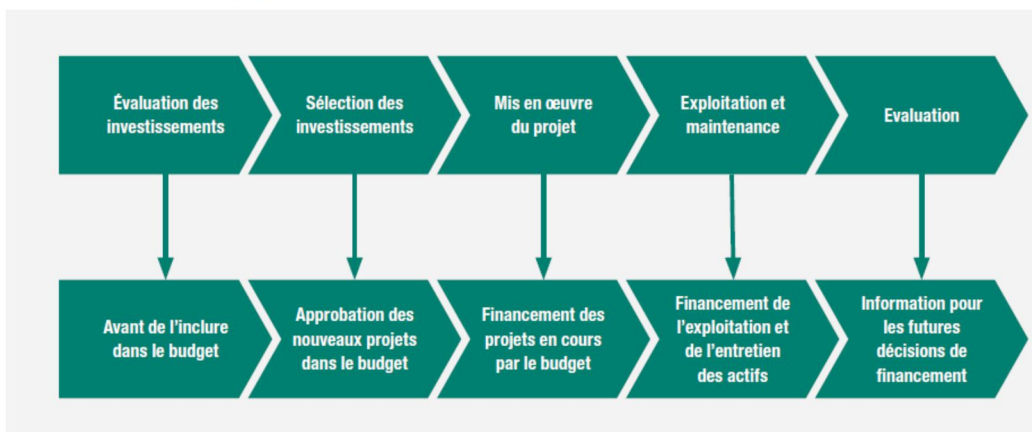 Évaluation des
investissements
Sélection des
investissements
Mis en œuvre
du projet
Exploitation et
maintenance
Evaluation
Avant de l'inclure
dans le budget
Approbation des
nouveaux projets
dans le budget
Financement des
projets en cours
par le budget
Financement de
l'exploitation et
de l'entretien
des actifs
Information pour
les futures
décisions de
financement